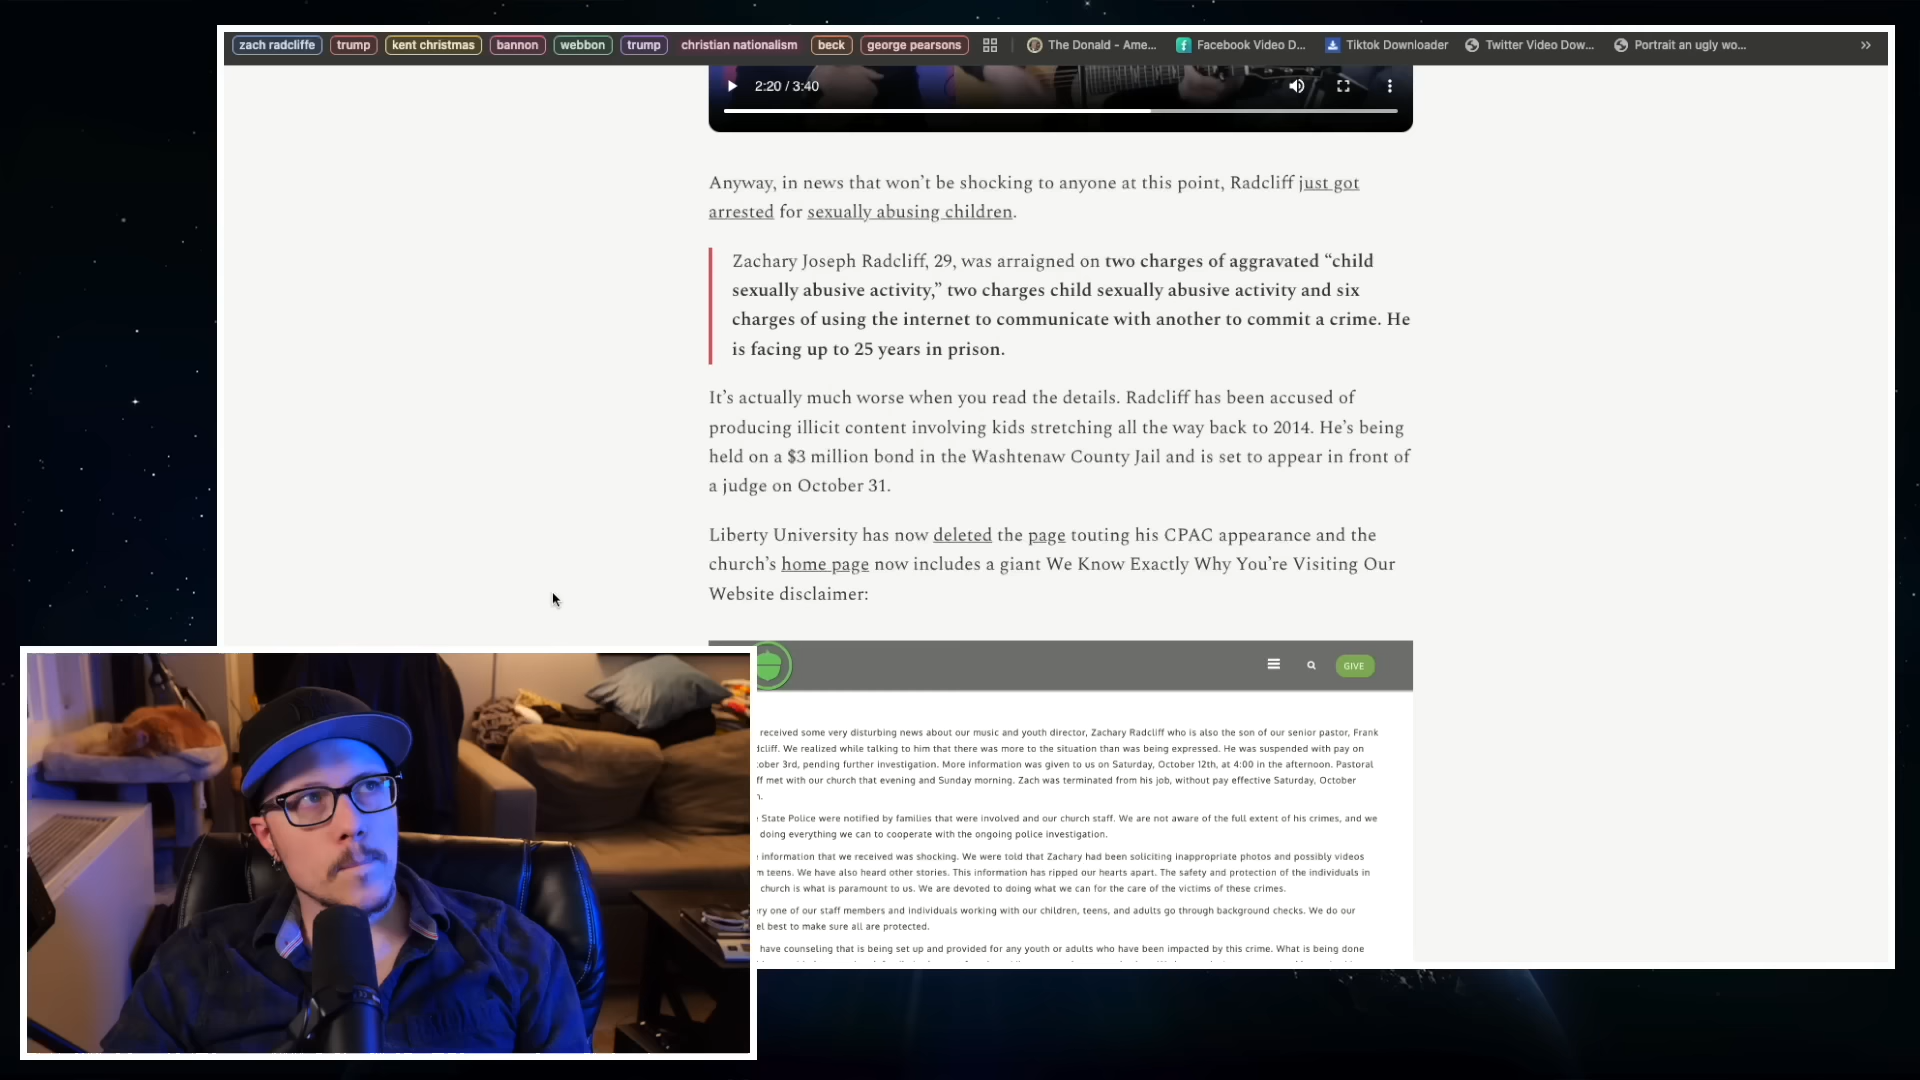 zach radcliffe trump kent christmas bannon webbon trump christian nationalism beck george pearsons The Donald - Ame... Facebook Video D... Tiktok Downloader Twitter Video Dow... Portrait an ugly wo...
2:20 / 3:40
Anyway, in news that won’t be shocking to anyone at this point, Radcliff just got
arrested for sexually abusing children.
Zachary Joseph Radcliff, 29, was arraigned on two charges of aggravated “child
sexually abusive activity,” two charges child sexually abusive activity and six
charges of using the internet to communicate with another to commit a crime. He
is facing up to 25 years in prison.
It’s actually much worse when you read the details. Radcliff has been accused of
producing illicit content involving kids stretching all the way back to 2014. He’s being
held on a $3 million bond in the Washtenaw County Jail and is set to appear in front of
a judge on October 31.
Liberty University has now deleted the page touting his CPAC appearance and the
church’s home page now includes a giant We Know Exactly Why You’re Visiting Our
Website disclaimer:
GIVE
received some very disturbing news about our music and youth director, Zachary Radcliff who is also the son of our senior pastor, Frank
dcliff. We realized while talking to him that there was more to the situation than was being expressed. He was suspended with pay on
tober 3rd, pending further investigation. More information was given to us on Saturday, October 12th, at 4:00 in the afternoon. Pastoral
ff met with our church that evening and Sunday morning. Zach was terminated from his job, without pay effective Saturday, October
State Police were notified by families that were involved and our church staff. We are not aware of the full extent of his crimes, and we
doing everything we can to cooperate with the ongoing police investigation.
information that we received was shocking. We were told that Zachary had been soliciting inappropriate photos and possibly videos
m teens. We have also heard other stories. This information has ripped our hearts apart. The safety and protection of the individuals in
church is what is paramount to us. We are devoted to doing what we can for the care of the victims of these crimes.
ry one of our staff members and individuals working with our children, teens, and adults go through background checks. We do our
el best to make sure all are protected.
have counseling that is being set up and provided for any youth or adults who have been impacted by this crime. What is being done